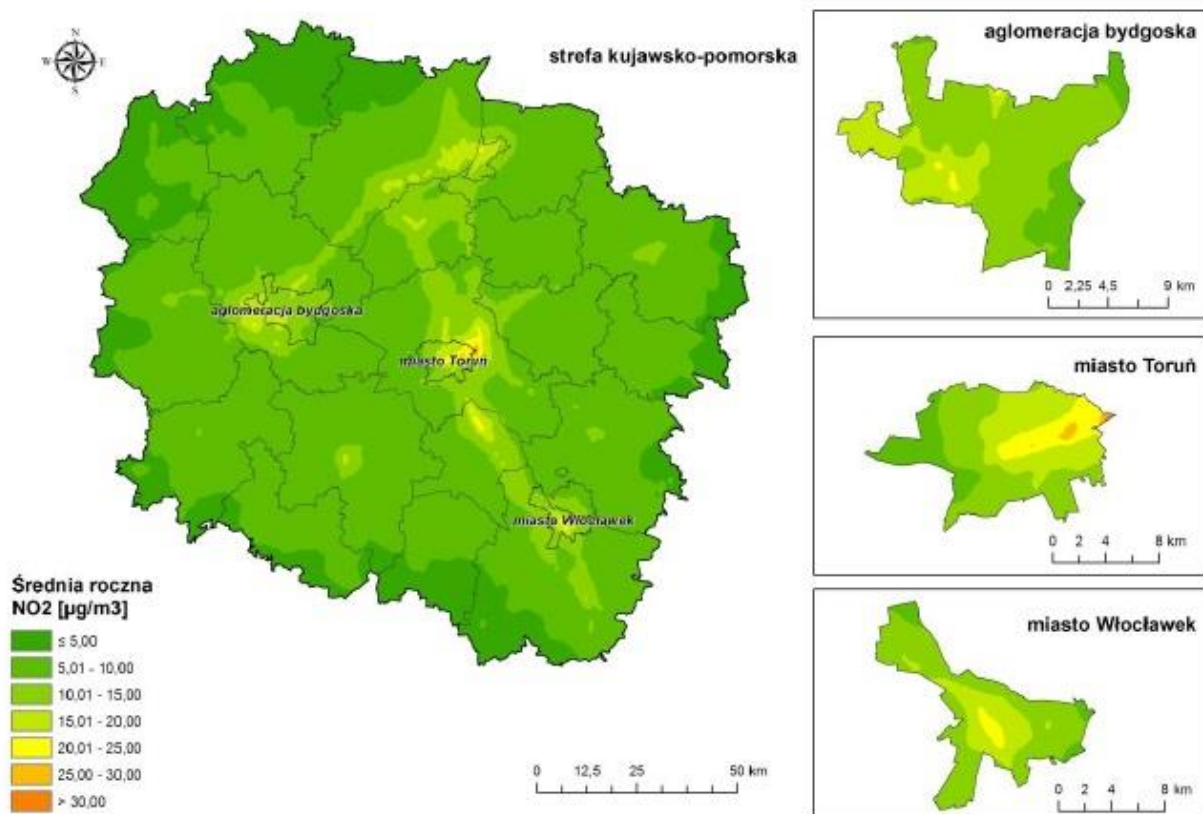 strefa kujawsko-pomorska
N
W
E
S
aglomeracja bydgoska
miasto Toruń
miasto Włocławek
Średnia roczna
NO2 [µg/m3]
≤ 5,00
5,01 - 10,00
10,01 - 15,00
15,01 - 20,00
20,01 - 25,00
25,00 - 30,00
> 30,00
0 12,5 25 50 km
aglomeracja bydgoska
0 2,25 4,5 9 km
miasto Toruń
0 2 4 8 km
miasto Włocławek
0 2 4 8 km